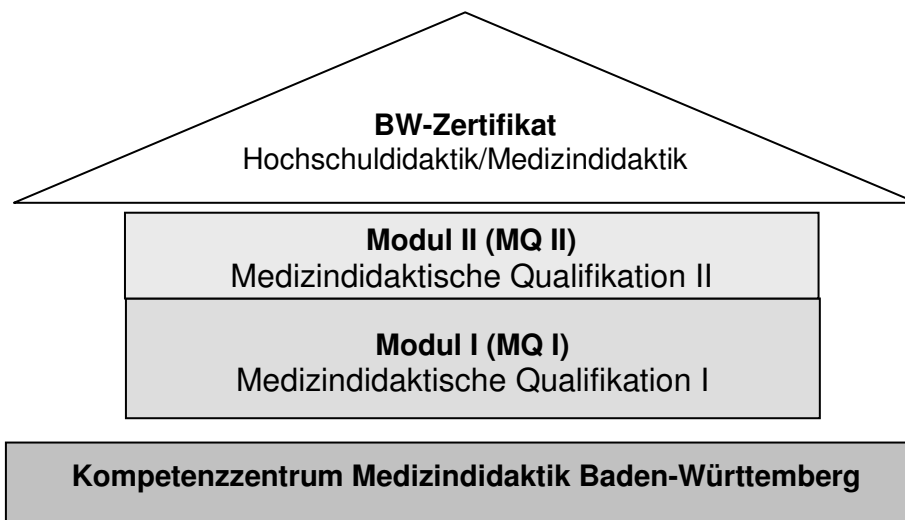 BW-Zertifikat
Hochschuldidaktik/Medizindidaktik
Modul II (MQ II)
Medizindidaktische Qualifikation II
Modul I (MQ I)
Medizindidaktische Qualifikation I
Kompetenzzentrum Medizindidaktik Baden-Württemberg